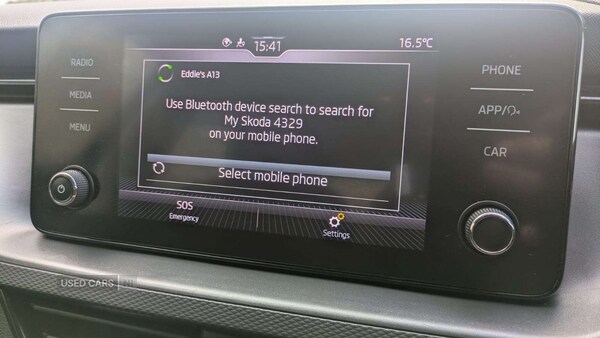 RADIO
MEDIA
MENU
15:41
16.5°C
Eddie's A13
Use Bluetooth device search to search for
My Skoda 4329
on your mobile phone.
Select mobile phone
SOS
Emergency
Settings
PHONE
APP/
CAR
USED CARS